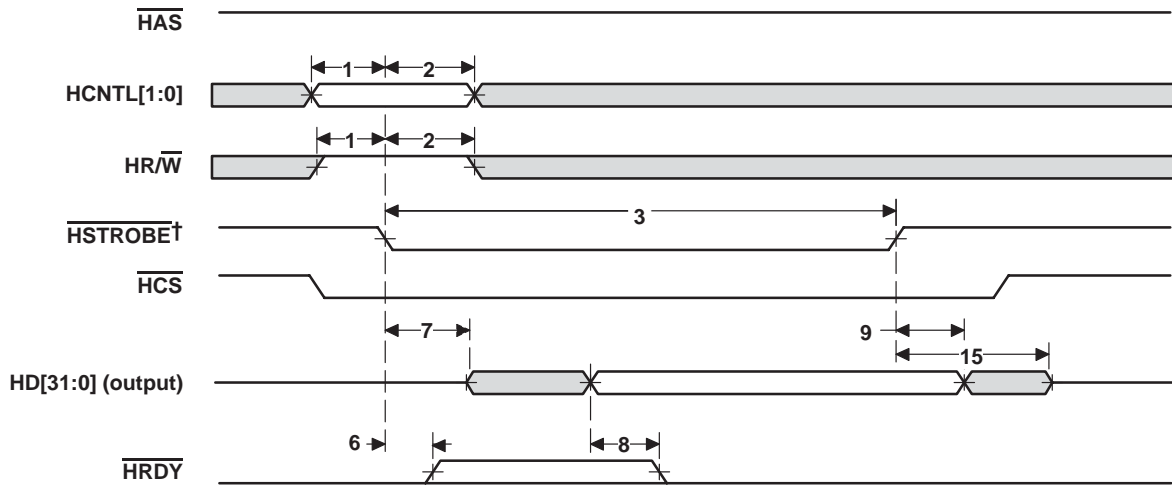 HAS
1 2
HCNTL[1:0]
1 2
HR/W
3
HSTROBE†
HCS
7 9
15
HD[31:0] (output)
6 8
HRDY